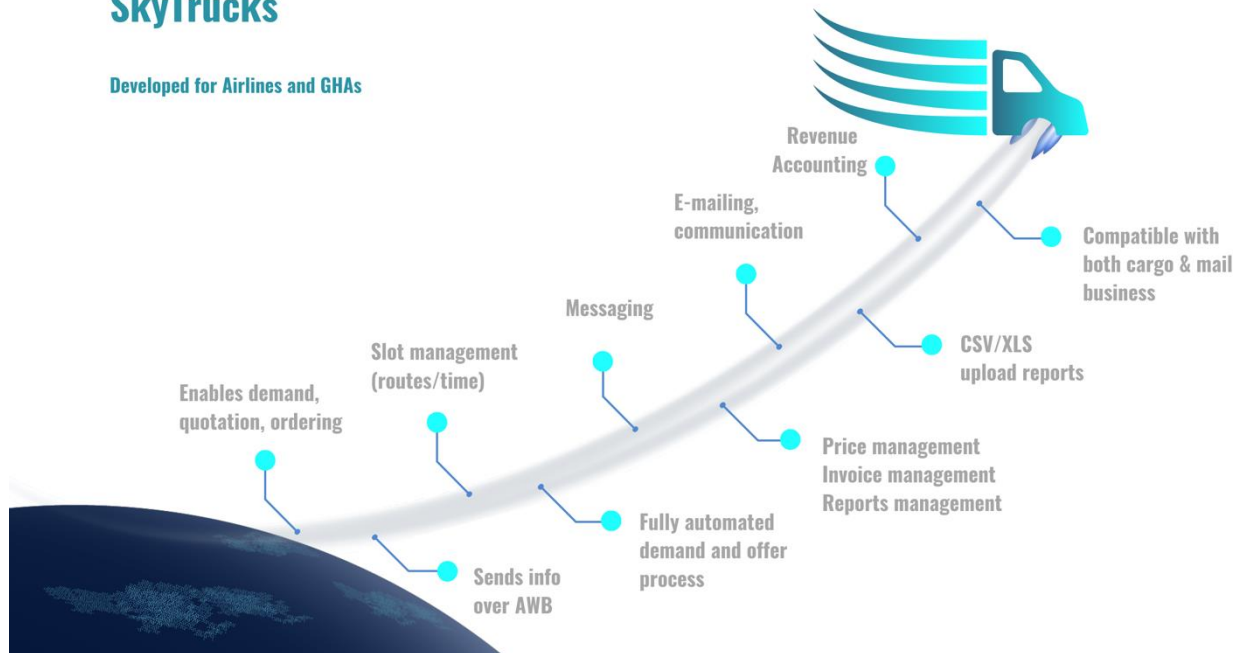 SkyTrucks
Developed for Airlines and GHAs
Revenue
Accounting
E-mailing,
communication
Compatible with
both cargo & mail
business
Messaging
CSV/XLS
upload reports
Slot management
(routes/time)
Enables demand,
quotation, ordering
Price management
Invoice management
Reports management
Fully automated
demand and offer
process
Sends info
over AWB